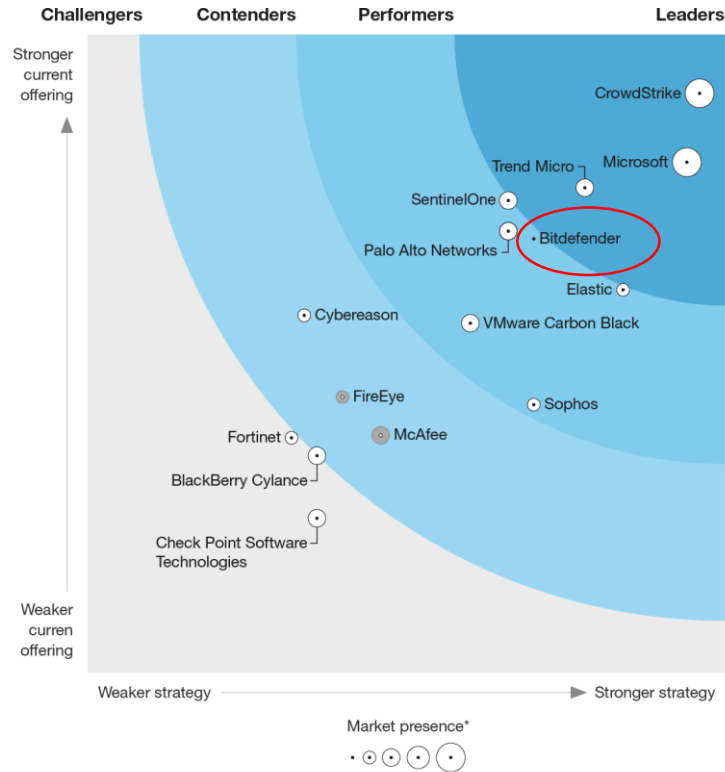 Challengers Contenders Performers Leaders
Stronger
current
offering
CrowdStrike
Microsoft
Trend Micro
SentinelOne
Bitdefender
Palo Alto Networks
Elastic
Cybereason
VMware Carbon Black
FireEye
Sophos
Fortinet
McAfee
BlackBerry Cylance
Check Point Software
Technologies
Weaker
curren
offering
Weaker strategy
Stronger strategy
Market presence*